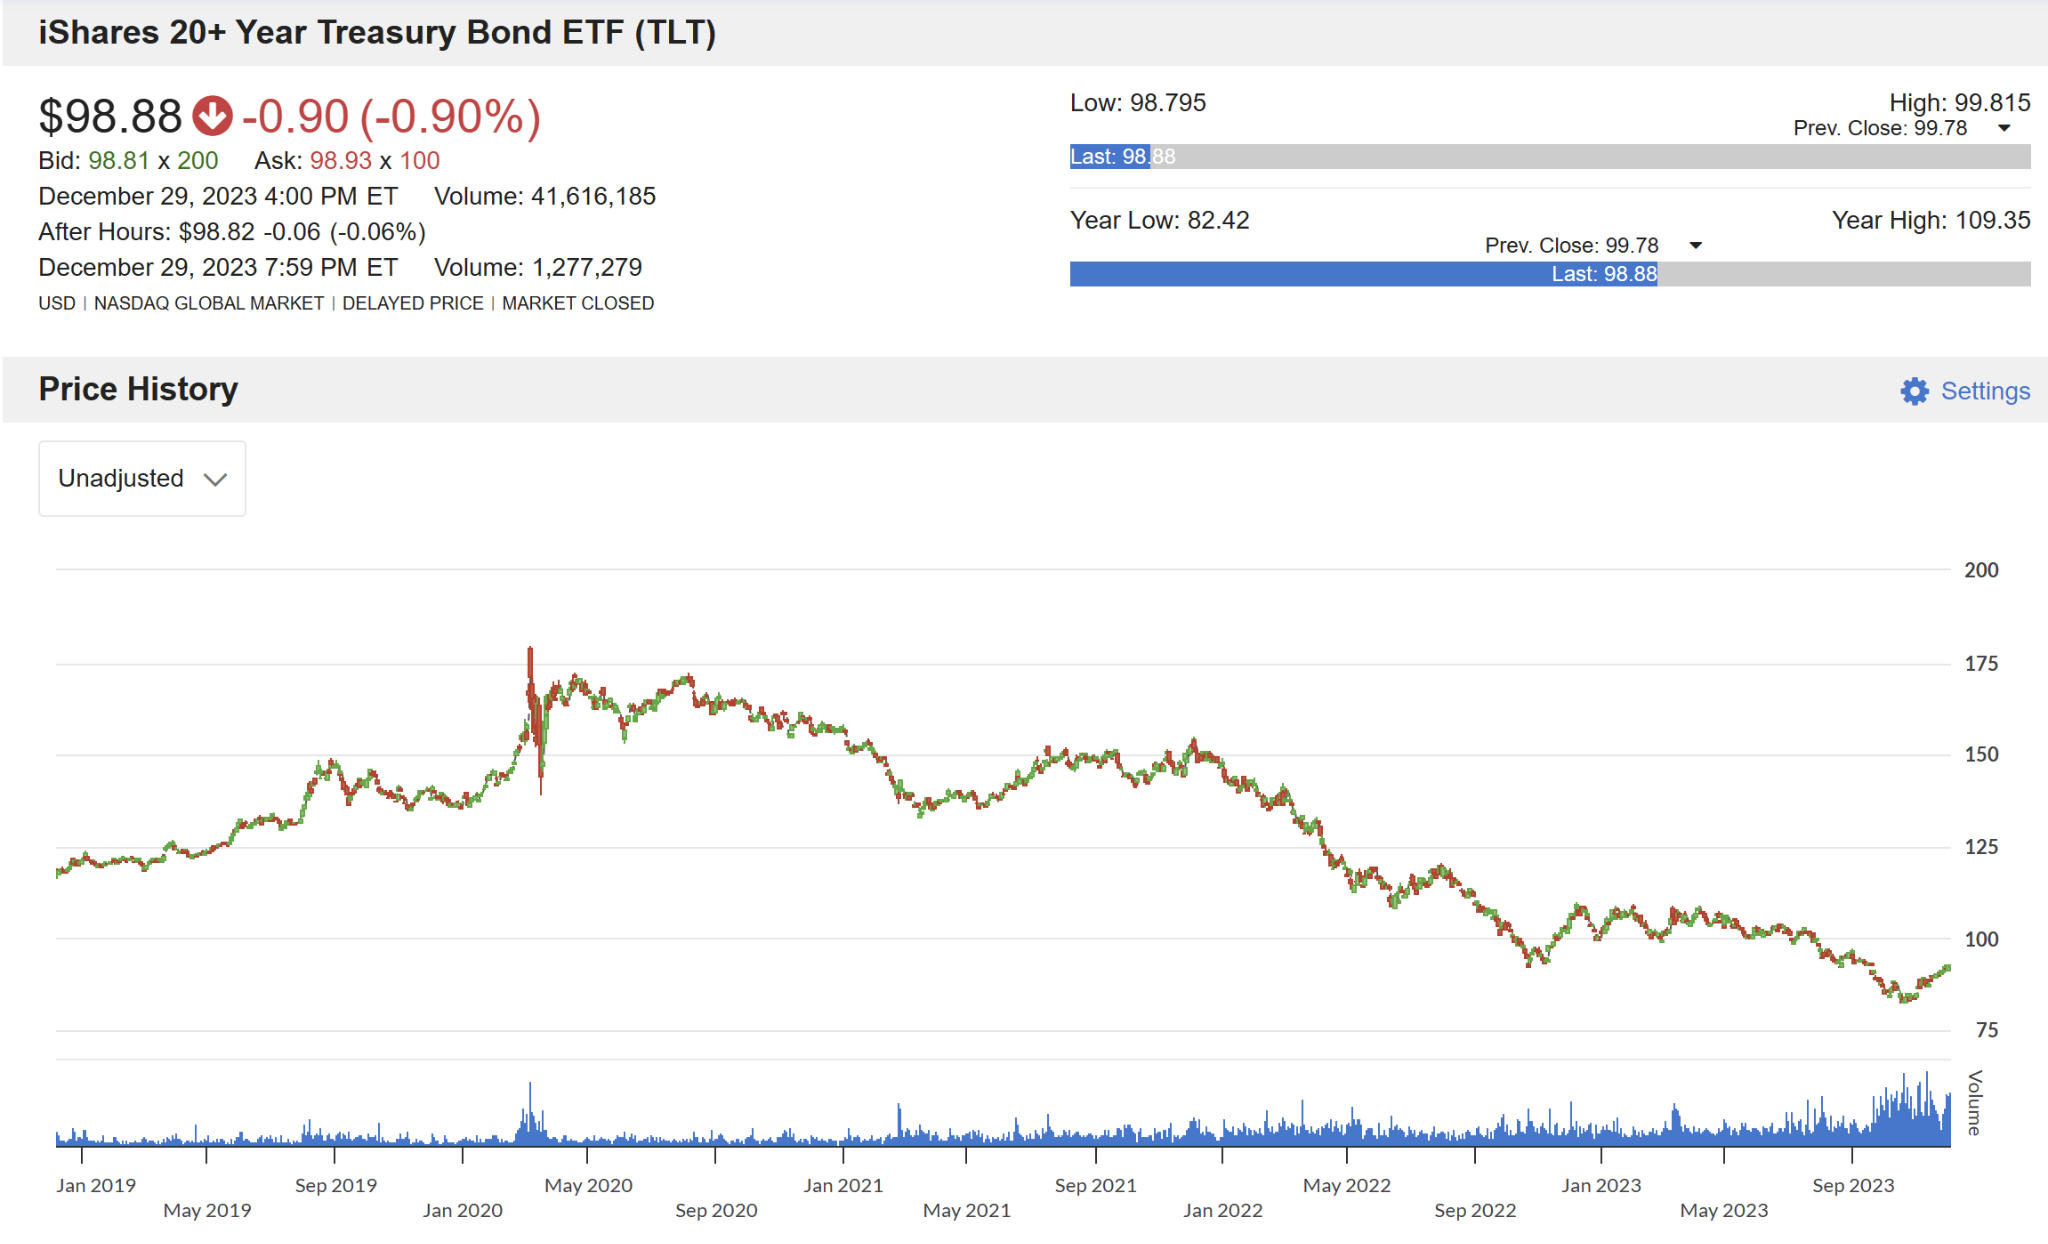 iShares 20+ Year Treasury Bond ETF (TLT)
$98.88 -0.90 (-0.90%)
Bid: 98.81 x 200 Ask: 98.93 x 100
December 29, 2023 4:00 PM ET Volume: 41,616,185
After Hours: $98.82 -0.06 (-0.06%)
December 29, 2023 7:59 PM ET Volume: 1,277,279
USD | NASDAQ GLOBAL MARKET | DELAYED PRICE | MARKET CLOSED
Low: 98.795 High: 99.815
Prev. Close: 99.78
Last: 98.88
Year Low: 82.42 Year High: 109.35
Prev. Close: 99.78
Last: 98.88
Price History
Settings
Unadjusted
200
175
150
125
100
75
Volume
Jan 2019 Sep 2019 May 2020 Jan 2021 Sep 2021 May 2022 Jan 2023 Sep 2023
May 2019 Jan 2020 Sep 2020 May 2021 Jan 2022 Sep 2022 May 2023